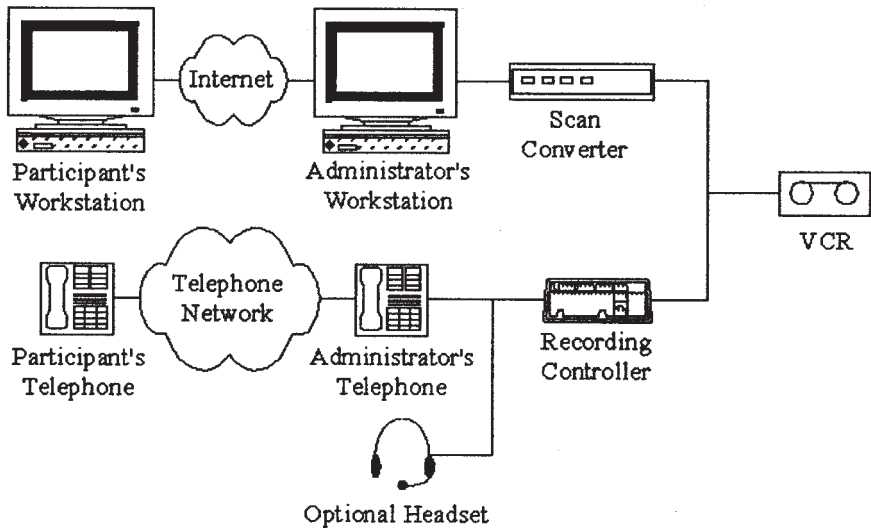 Internet
Participant's
Workstation
Administrator's
Workstation
Scan
Converter
VCR
Telephone
Network
Participant's
Telephone
Administrator's
Telephone
Recording
Controller
Optional Headset